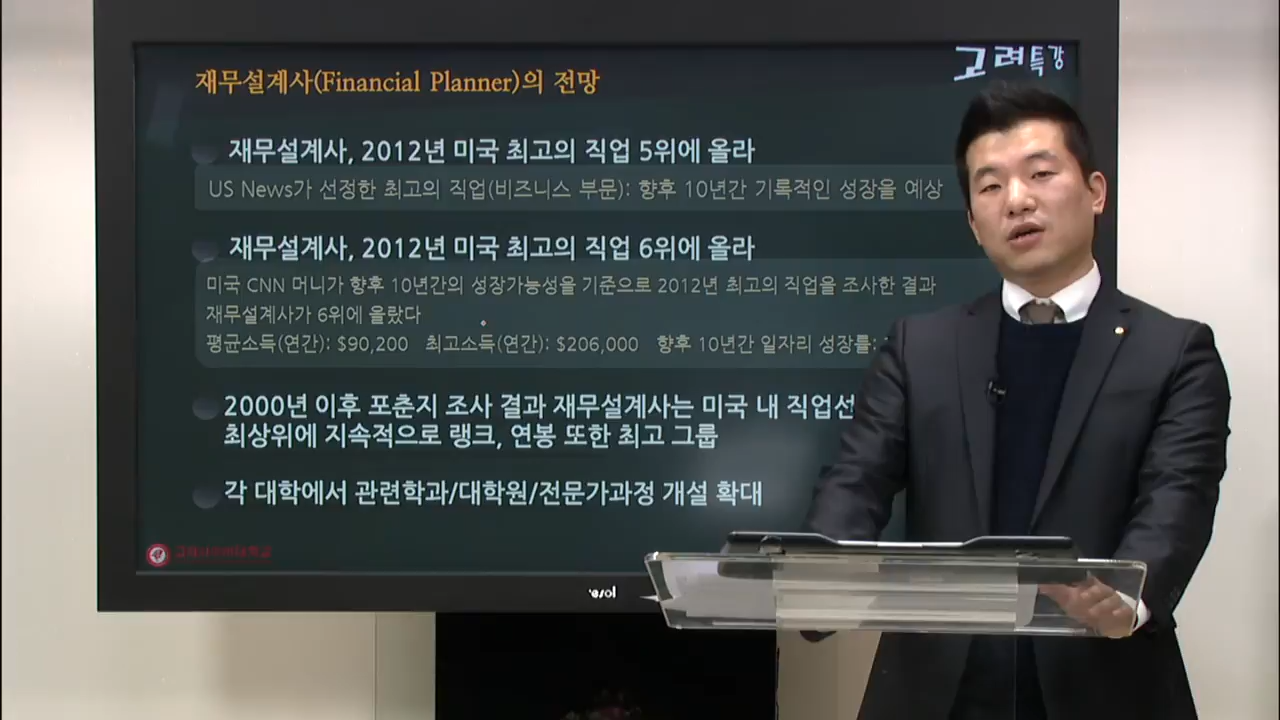 고려특강
재무설계사(Financial Planner)의 전망
재무설계사, 2012년 미국 최고의 직업 5위에 올라
US News가 선정한 최고의 직업(비즈니스 부문): 향후 10년간 기록적인 성장을 예상
재무설계사, 2012년 미국 최고의 직업 6위에 올라
미국 CNN 머니가 향후 10년간의 성장가능성을 기준으로 2012년 최고의 직업을 조사한 결과
재무설계사가 6위에 올랐다
평균소득(연간): $90,200 최고소득(연간): $206,000 향후 10년간 일자리 성장률:
2000년 이후 포춘지 조사 결과 재무설계사는 미국 내
최상위에 지속적으로 랭크, 연봉 또한 최고 그룹
각 대학에서 관련학과/대학원/전문가과정 개설 확대
고려사이버대학교